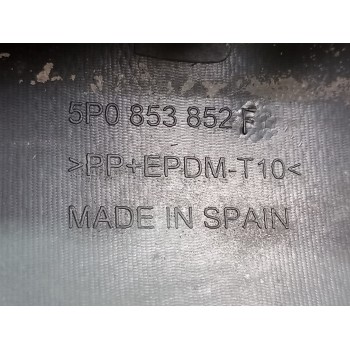 5P0 853 852 F
>PP+EPDM-T10<
MADE IN SPAIN